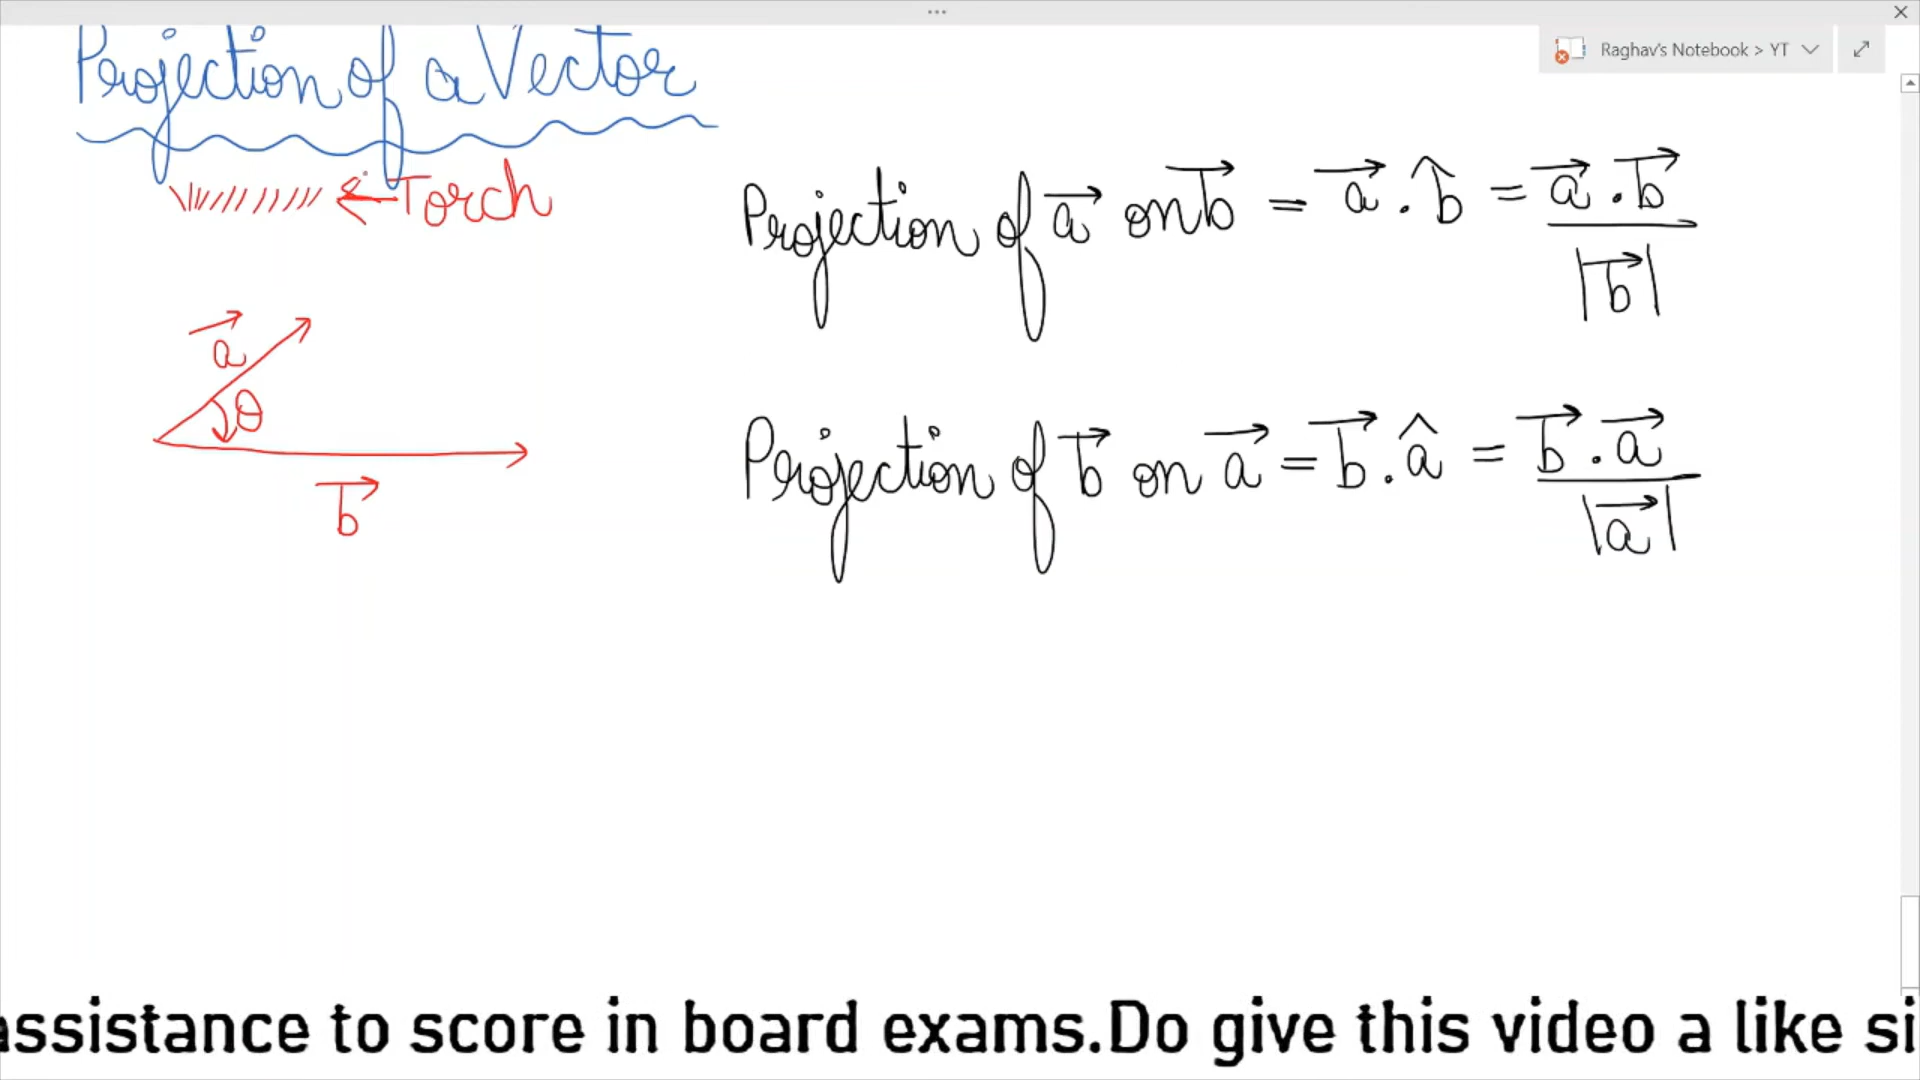 Raghav's Notebook > YT
Projection of a Vector
Torch
a⃗
θ
b⃗
Projection of a⃗ on b⃗ = a⃗ . b̂ = a⃗ . b⃗ / |b⃗|
Projection of b⃗ on a⃗ = b⃗ . â = b⃗ . a⃗ / |a⃗|
assistance to score in board exams.Do give this video a like si